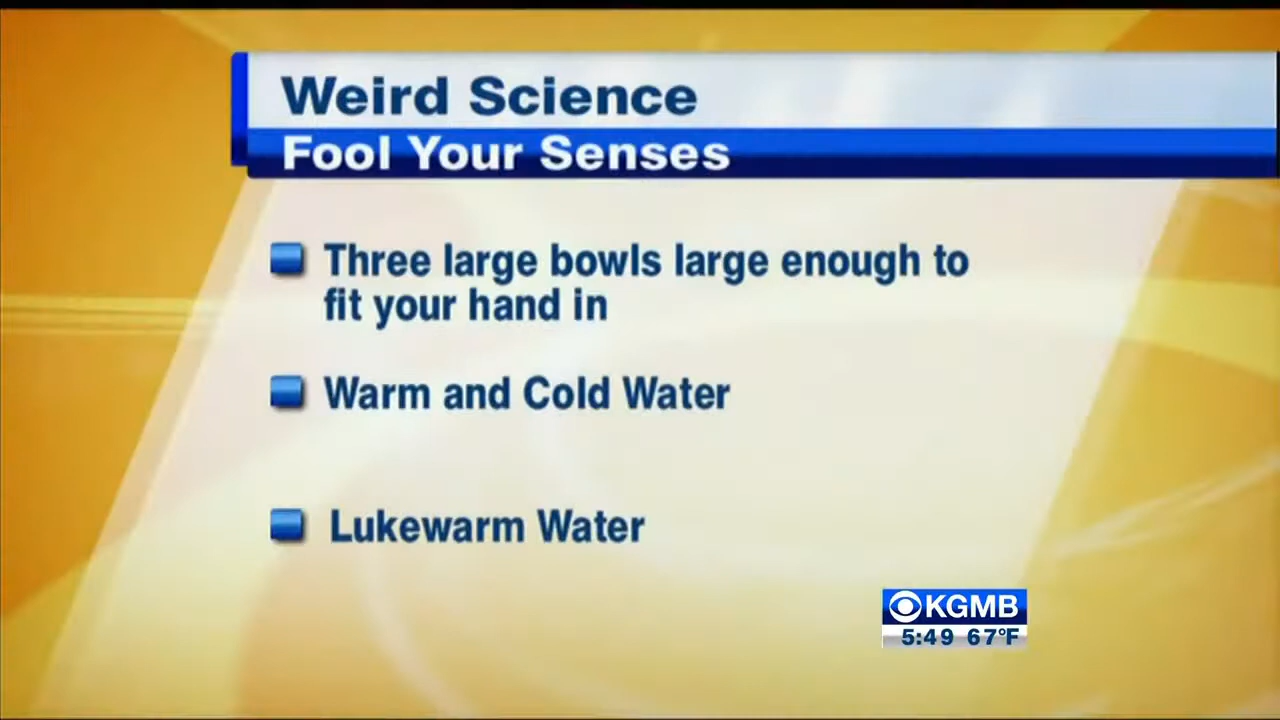 Weird Science
Fool Your Senses
Three large bowls large enough to
fit your hand in
Warm and Cold Water
Lukewarm Water
KGMB
5:49 67°F